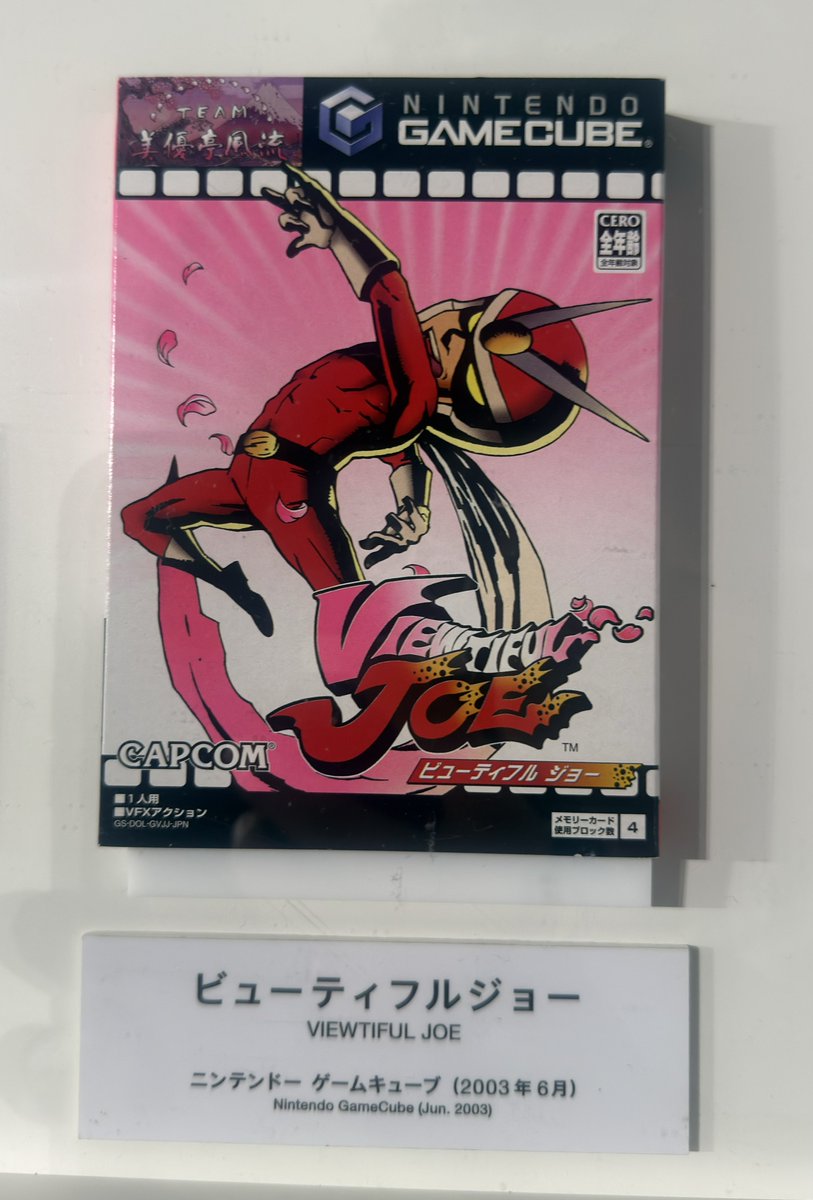 TEAM
美優亭風流
NINTENDO
GAMECUBE®
CERO
全年齢
全年齢対象
VIEWTIFUL
JOE
TM
ビューティフル ジョー
CAPCOM®
■1人用
■VFXアクション
GS-DOL-GVJJ-JPN
メモリーカード
使用ブロック数
4
ビューティフルジョー
VIEWTIFUL JOE
ニンテンドー ゲームキューブ（2003年6月）
Nintendo GameCube (Jun. 2003)